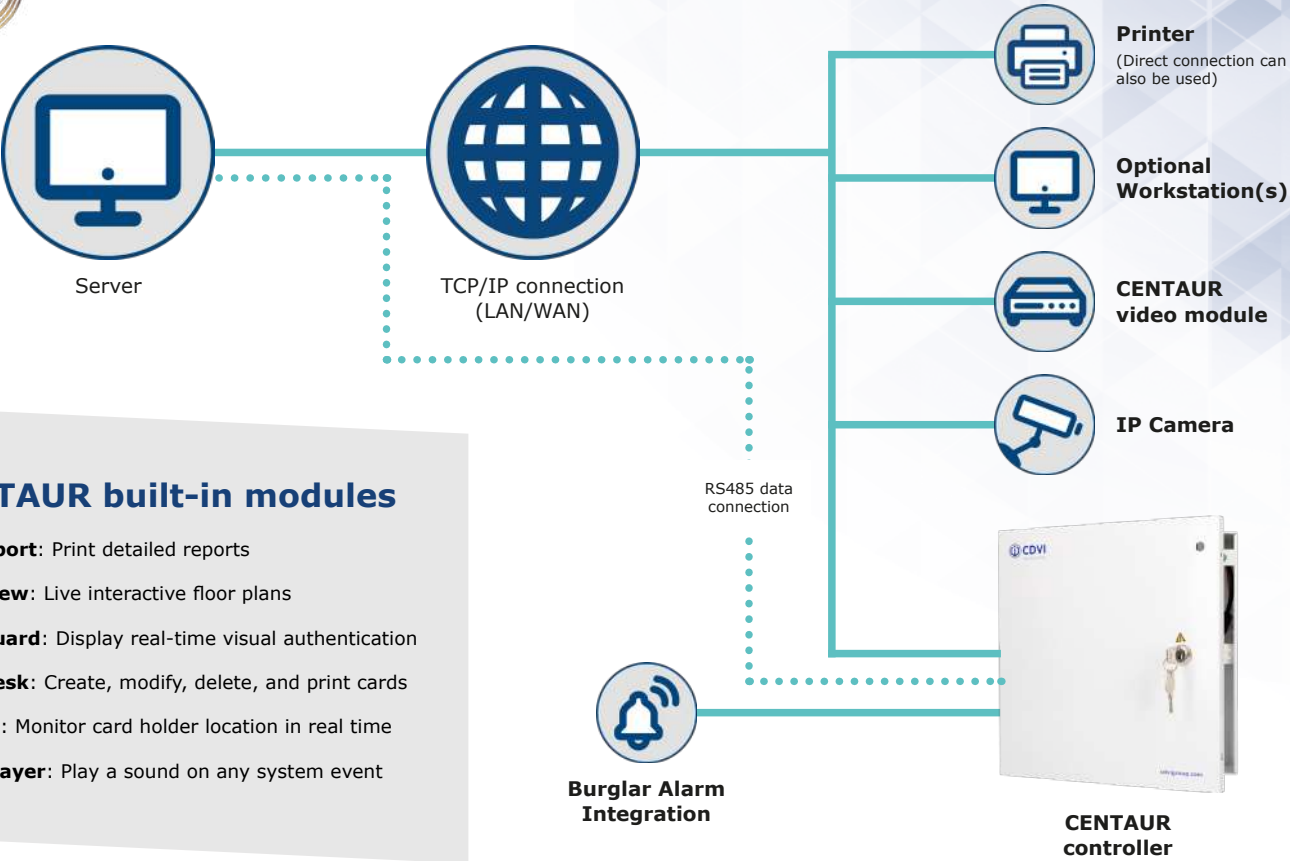 Printer
(Direct connection can
also be used)
Optional
Workstation(s)
CENTAUR
video module
IP Camera
Server
TCP/IP connection
(LAN/WAN)
RS485 data
connection
TAUR built-in modules
port: Print detailed reports
ew: Live interactive floor plans
uard: Display real-time visual authentication
esk: Create, modify, delete, and print cards
: Monitor card holder location in real time
ayer: Play a sound on any system event
CDVI
cdvigroup.com
Burglar Alarm
Integration
CENTAUR
controller